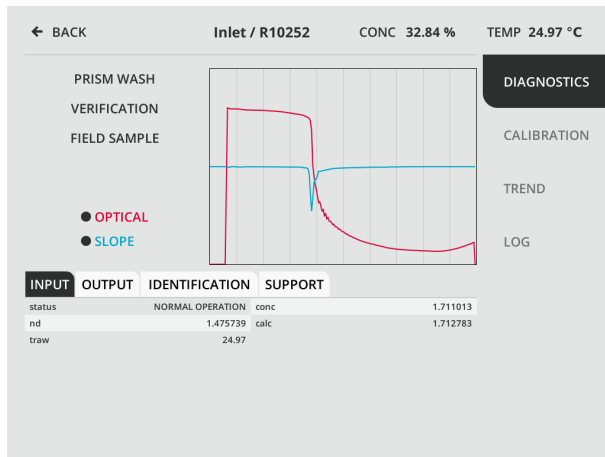 BACK
Inlet / R10252
CONC 32.84 %
TEMP 24.97 °C
PRISM WASH
VERIFICATION
FIELD SAMPLE
OPTICAL
SLOPE
DIAGNOSTICS
CALIBRATION
TREND
LOG
INPUT OUTPUT IDENTIFICATION SUPPORT
status NORMAL OPERATION conc 1.711013
nd 1.475739 calc 1.712783
traw 24.97